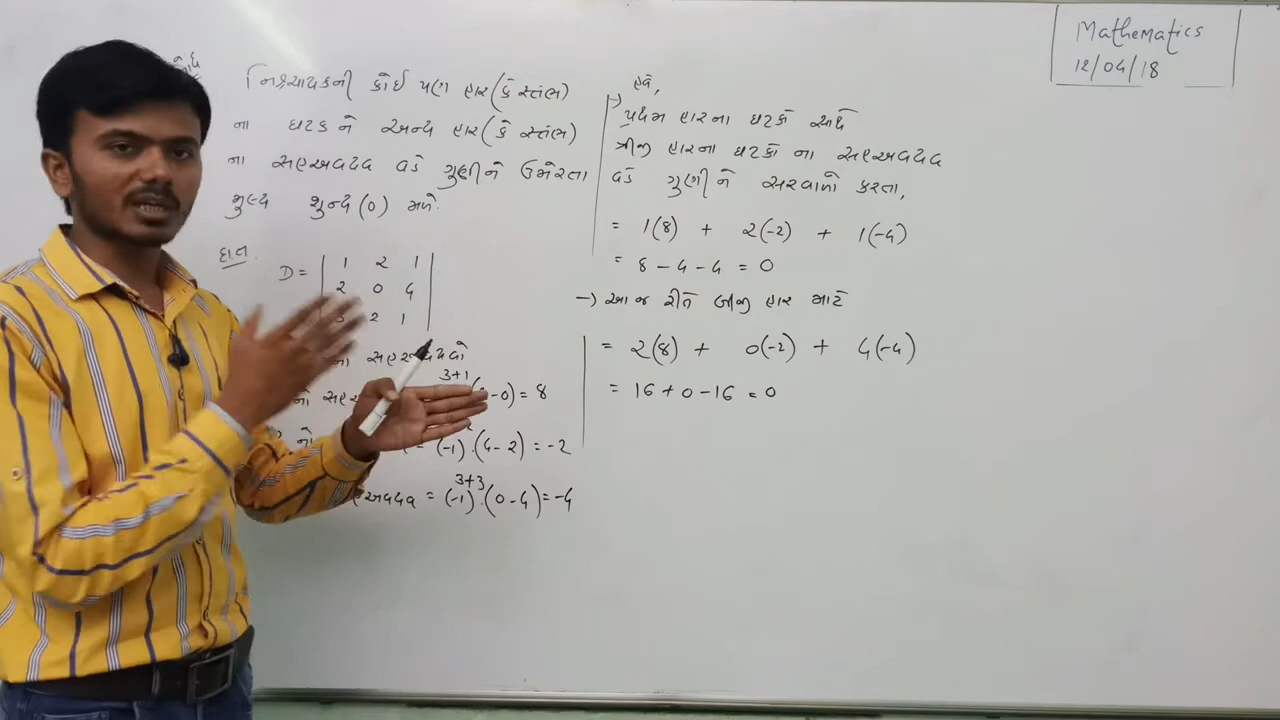 Mathematics
12/04/18
નિશ્ચાયકની કોઈ પણ હાર (કે સ્તંભ)
ના ઘટક ને અન્ય હાર (કે સ્તંભ)
ના સહઅવયવ વડે ગુણીને ઉમેરતા
મુલ્ય શુન્ય (0) મળે.
દા.ત.
D = | 1 2 1 |
2 0 4
2 1
ના
3+1
-0) = 8
નો
= (-1) . (4-2) = -2
સહઅવયવ = (-1)^{3+3} . (0-4) = -4
હવે,
→ પ્રથમ હારના ઘટકો સાથે
ત્રીજી હારના ઘટકો ના સહઅવયવ
વડે ગુણીને સરવાળો કરતા,
= 1(8) + 2(-2) + 1(-4)
= 8 - 4 - 4 = 0
→ આજ રીતે બીજી હાર માટે
= 2(8) + 0(-2) + 4(-4)
= 16 + 0 - 16 = 0